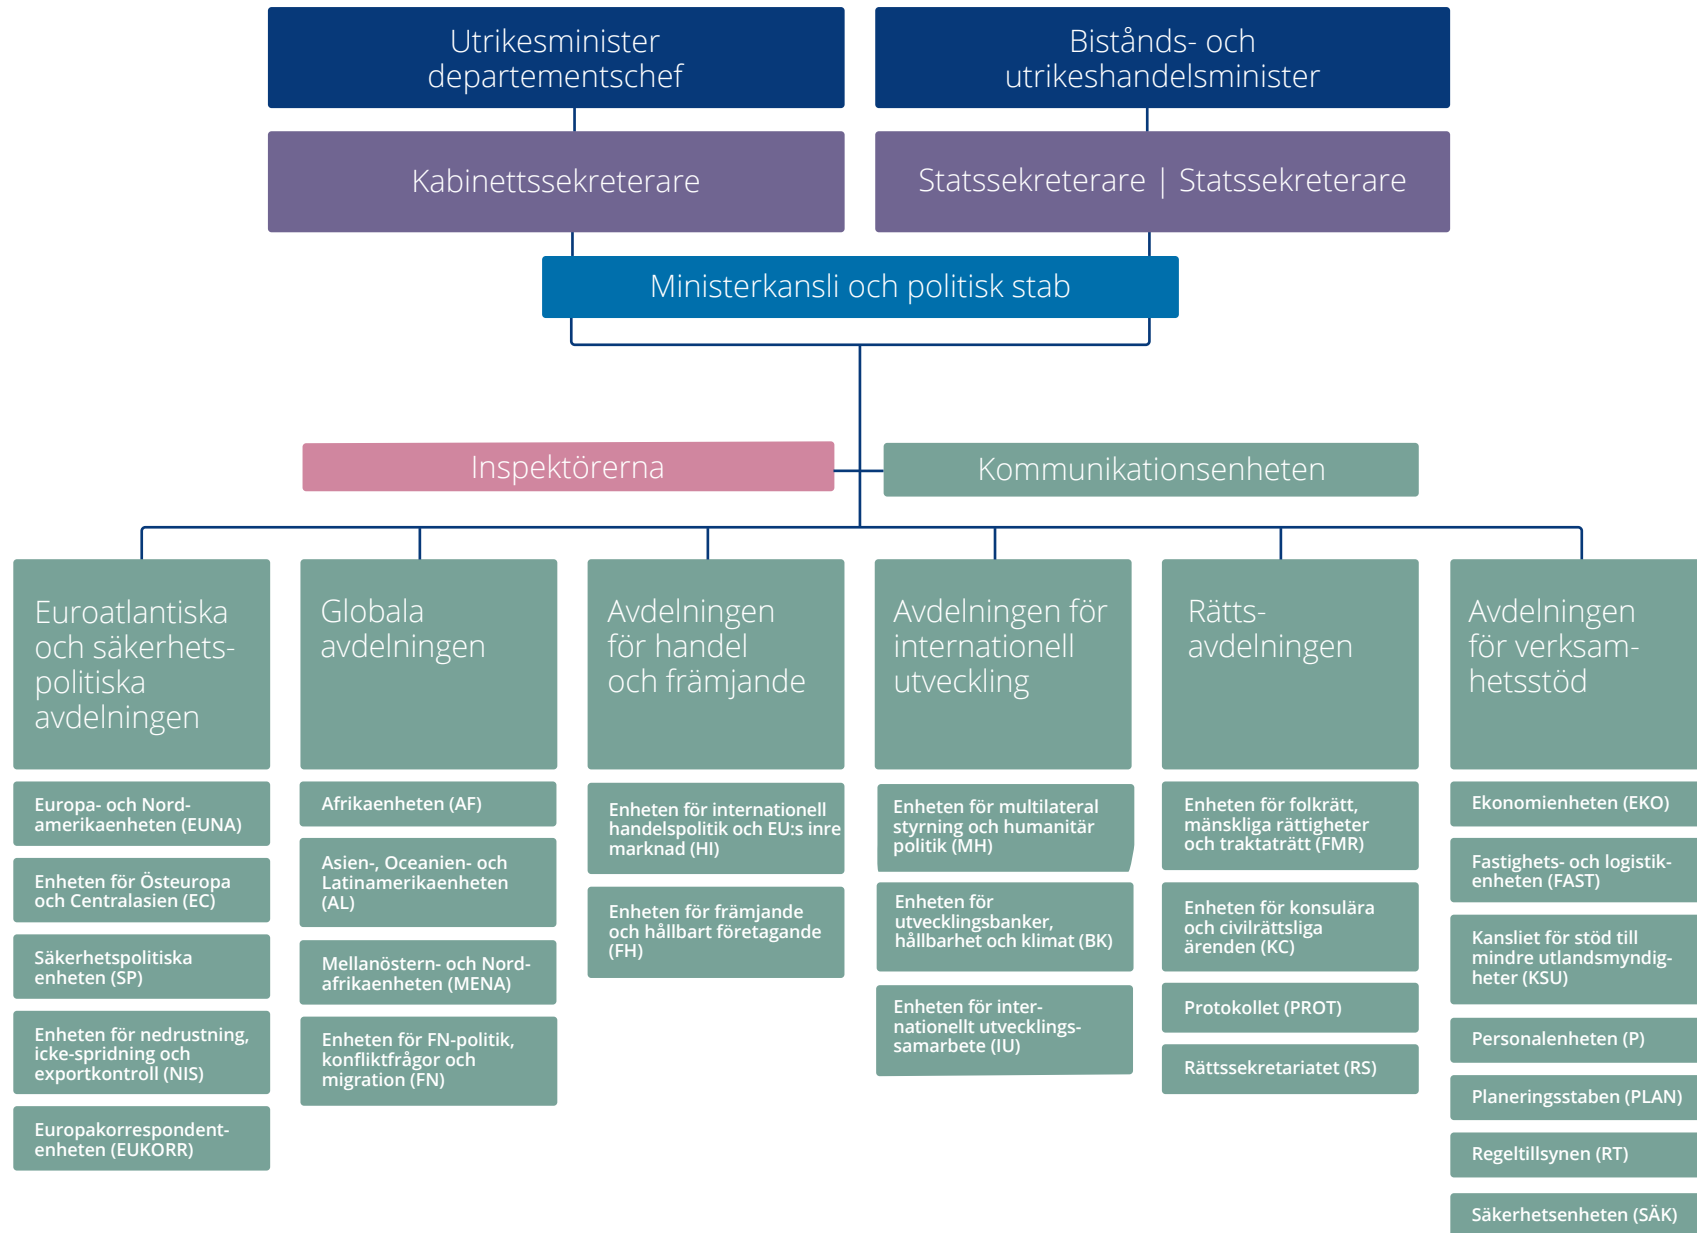 Utrikesminister
departementschef
Bistånds- och
utrikeshandelsminister
Kabinettssekreterare
Statssekreterare | Statssekreterare
Ministerkansli och politisk stab
Inspektörerna
Kommunikationsenheten
Euroatlantiska
och säkerhets-
politiska
avdelningen
Europa- och Nord-
amerikaenheten (EUNA)
Enheten för Östeuropa
och Centralasien (EC)
Säkerhetspolitiska
enheten (SP)
Enheten för nedrustning,
icke-spridning och
exportkontroll (NIS)
Europakorrespondent-
enheten (EUKORR)
Globala
avdelningen
Afrikaenheten (AF)
Asien-, Oceanien- och
Latinamerikaenheten
(AL)
Mellanöstern- och Nord-
afrikaenheten (MENA)
Enheten för FN-politik,
konfliktfrågor och
migration (FN)
Avdelningen
för handel
och främjande
Enheten för internationell
handelspolitik och EU:s inre
marknad (HI)
Enheten för främjande
och hållbart företagande
(FH)
Avdelningen för
internationell
utveckling
Enheten för multilateral
styrning och humanitär
politik (MH)
Enheten för
utvecklingsbanker,
hållbarhet och klimat (BK)
Enheten för inter-
nationellt utvecklings-
samarbete (IU)
Rätts-
avdelningen
Enheten för folkrätt,
mänskliga rättigheter
och traktaträtt (FMR)
Enheten för konsulära
och civilrättsliga
ärenden (KC)
Protokollet (PROT)
Rättssekretariatet (RS)
Avdelningen
för verksam-
hetsstöd
Ekonomienheten (EKO)
Fastighets- och logistik-
enheten (FAST)
Kansliet för stöd till
mindre utlandsmyndig-
heter (KSU)
Personalenheten (P)
Planeringsstaben (PLAN)
Regeltillsynen (RT)
Säkerhetsenheten (SÄK)